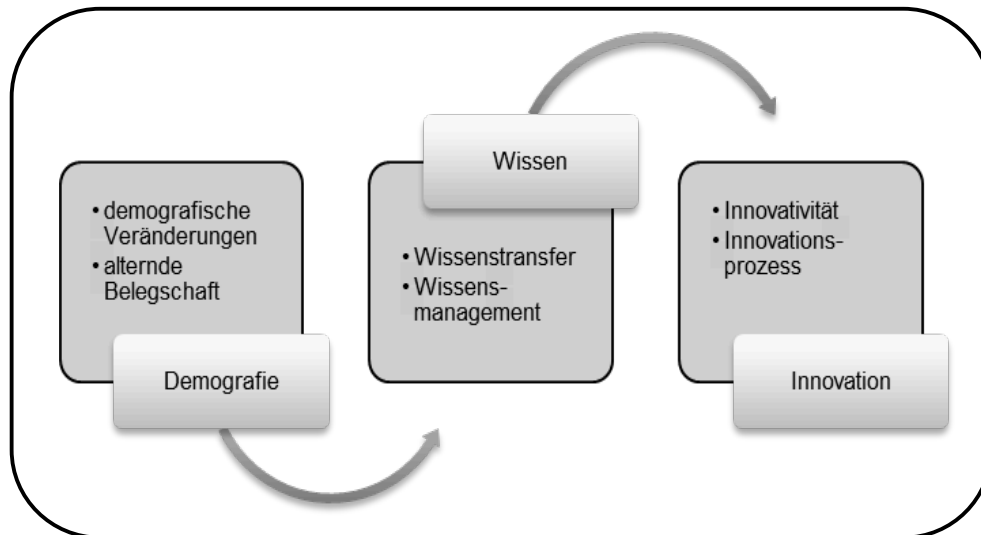 • demografische
Veränderungen
• alternde
Belegschaft
Demografie
Wissen
• Wissenstransfer
• Wissens-
management
• Innovativität
• Innovations-
prozess
Innovation